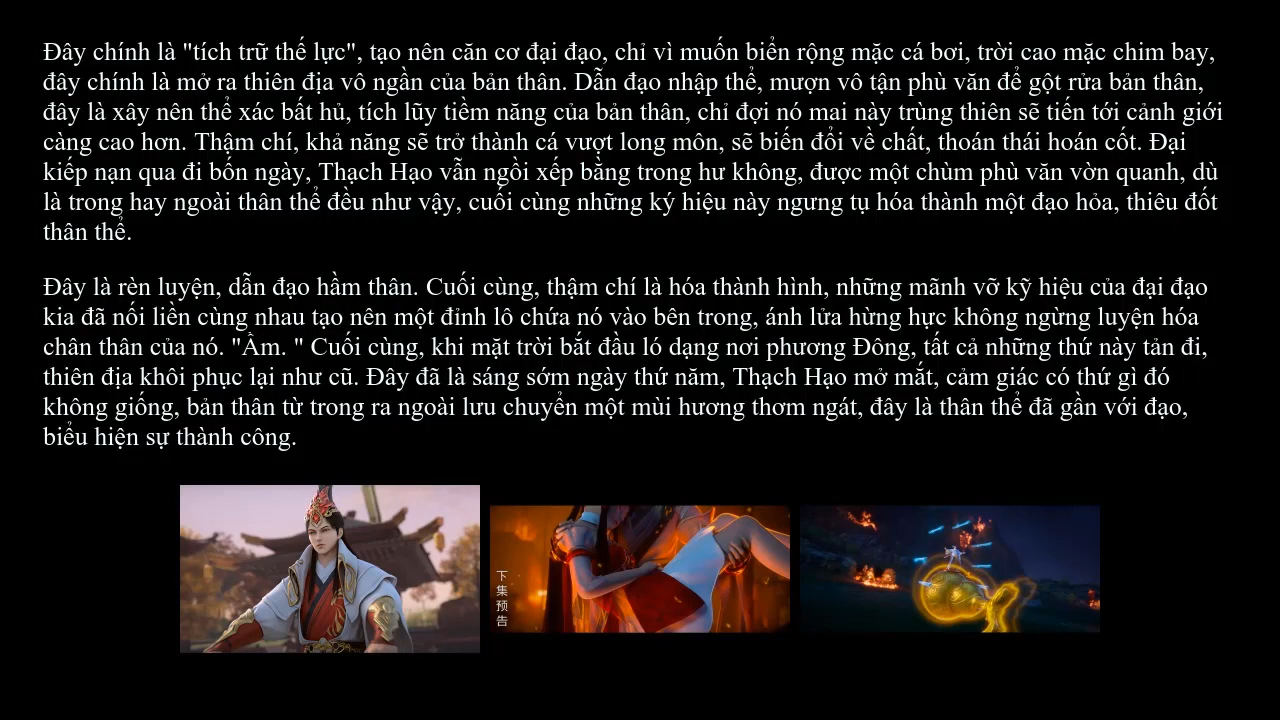 Đây chính là "tích trữ thế lực", tạo nên căn cơ đại đạo, chỉ vì muốn biển rộng mặc cá bơi, trời cao mặc chim bay,
đây chính là mở ra thiên địa vô ngần của bản thân. Dẫn đạo nhập thể, mượn vô tận phù văn để gột rửa bản thân,
đây là xây nên thể xác bất hủ, tích lũy tiềm năng của bản thân, chỉ đợi nó mai này trùng thiên sẽ tiến tới cảnh giới
càng cao hơn. Thậm chí, khả năng sẽ trở thành cá vượt long môn, sẽ biến đổi về chất, thoán thái hoán cốt. Đại
kiếp nạn qua đi bốn ngày, Thạch Hạo vẫn ngồi xếp bằng trong hư không, được một chùm phù văn vờn quanh, dù
là trong hay ngoài thân thể đều như vậy, cuối cùng những ký hiệu này ngưng tụ hóa thành một đạo hỏa, thiêu đốt
thân thể.
Đây là rèn luyện, dẫn đạo hầm thân. Cuối cùng, thậm chí là hóa thành hình, những mãnh vỡ kỹ hiệu của đại đạo
kia đã nối liền cùng nhau tạo nên một đỉnh lô chứa nó vào bên trong, ánh lửa hừng hực không ngừng luyện hóa
chân thân của nó. "Ầm. " Cuối cùng, khi mặt trời bắt đầu ló dạng nơi phương Đông, tất cả những thứ này tản đi,
thiên địa khôi phục lại như cũ. Đây đã là sáng sớm ngày thứ năm, Thạch Hạo mở mắt, cảm giác có thứ gì đó
không giống, bản thân từ trong ra ngoài lưu chuyển một mùi hương thơm ngát, đây là thân thể đã gần với đạo,
biểu hiện sự thành công.
下集预告